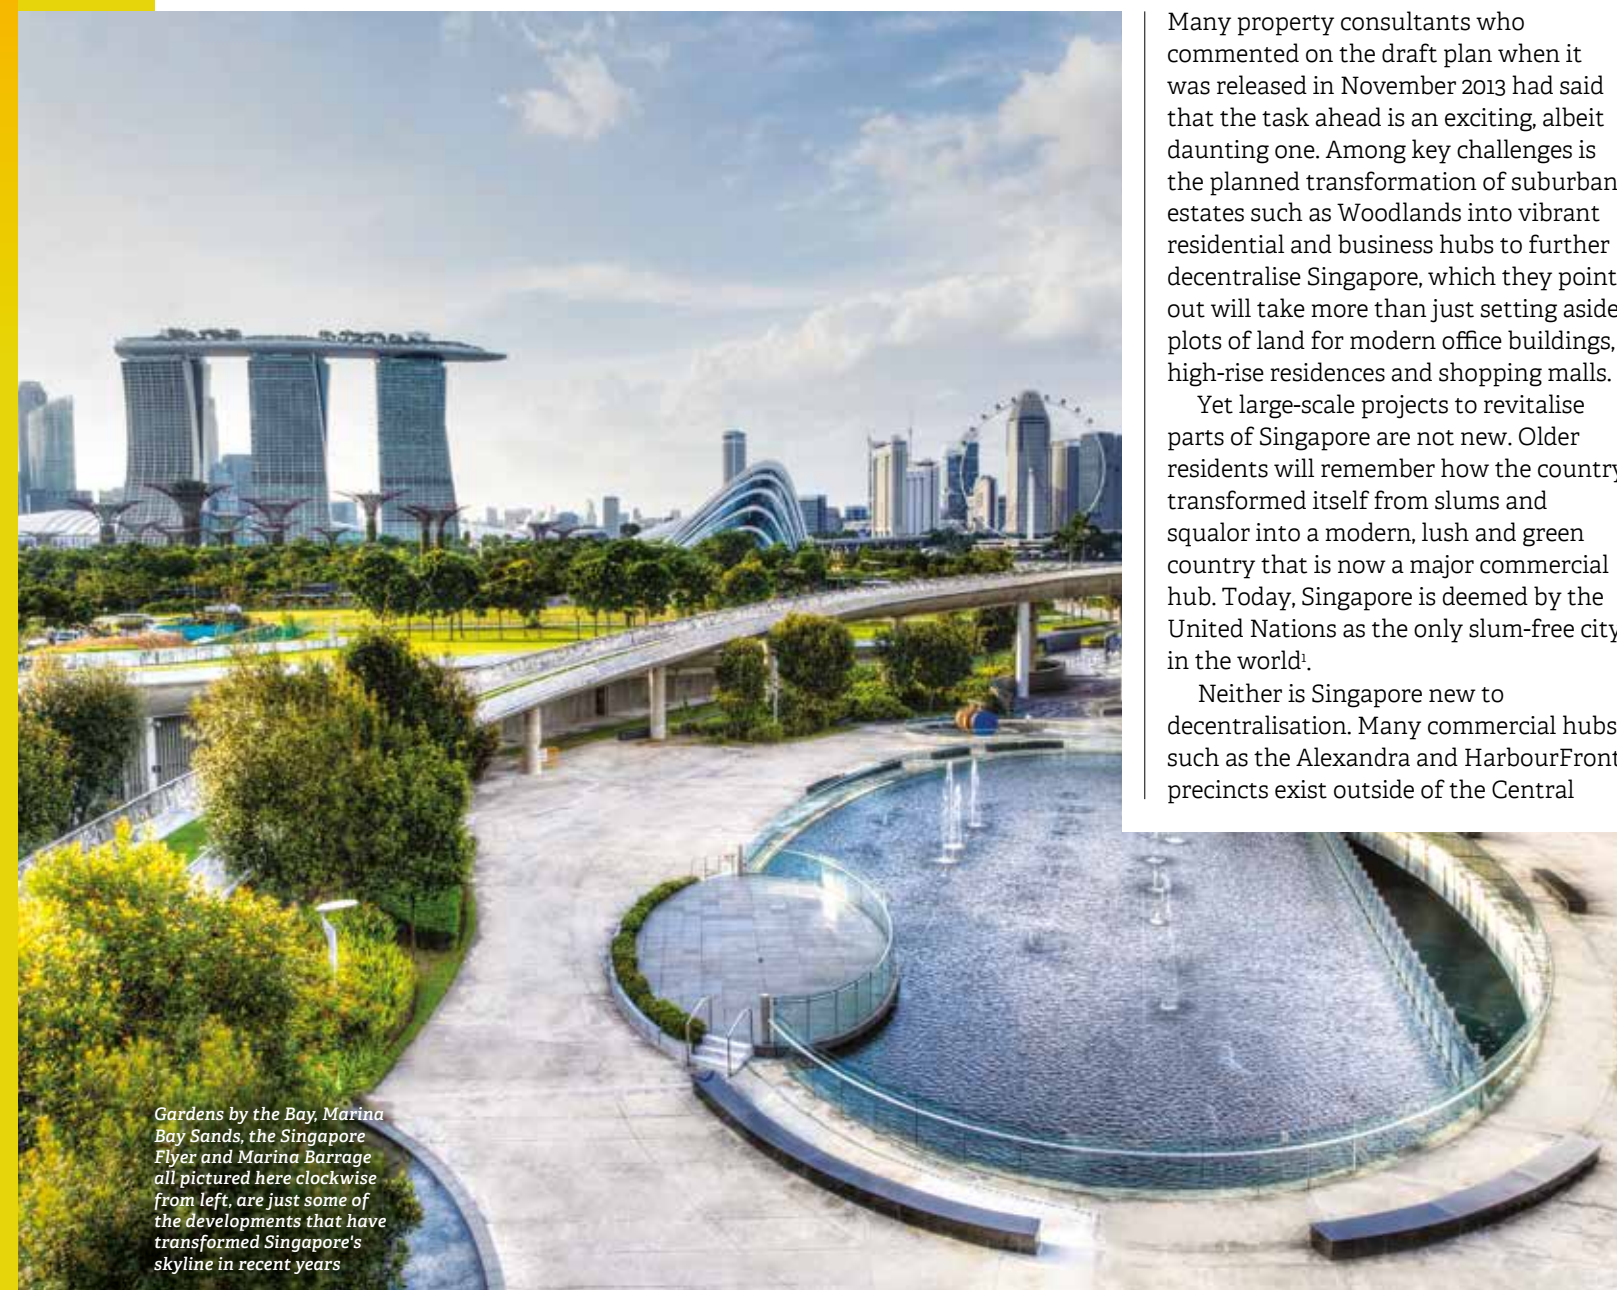 Many property consultants who
commented on the draft plan when it
was released in November 2013 had said
that the task ahead is an exciting, albeit
daunting one. Among key challenges is
the planned transformation of suburban
estates such as Woodlands into vibrant
residential and business hubs to further
decentralise Singapore, which they point
out will take more than just setting aside
plots of land for modern office buildings,
high-rise residences and shopping malls.
Yet large-scale projects to revitalise
parts of Singapore are not new. Older
residents will remember how the country
transformed itself from slums and
squalor into a modern, lush and green
country that is now a major commercial
hub. Today, Singapore is deemed by the
United Nations as the only slum-free city
in the world¹.
Neither is Singapore new to
decentralisation. Many commercial hubs
such as the Alexandra and HarbourFront
precincts exist outside of the Central
Gardens by the Bay, Marina
Bay Sands, the Singapore
Flyer and Marina Barrage
all pictured here clockwise
from left, are just some of
the developments that have
transformed Singapore's
skyline in recent years